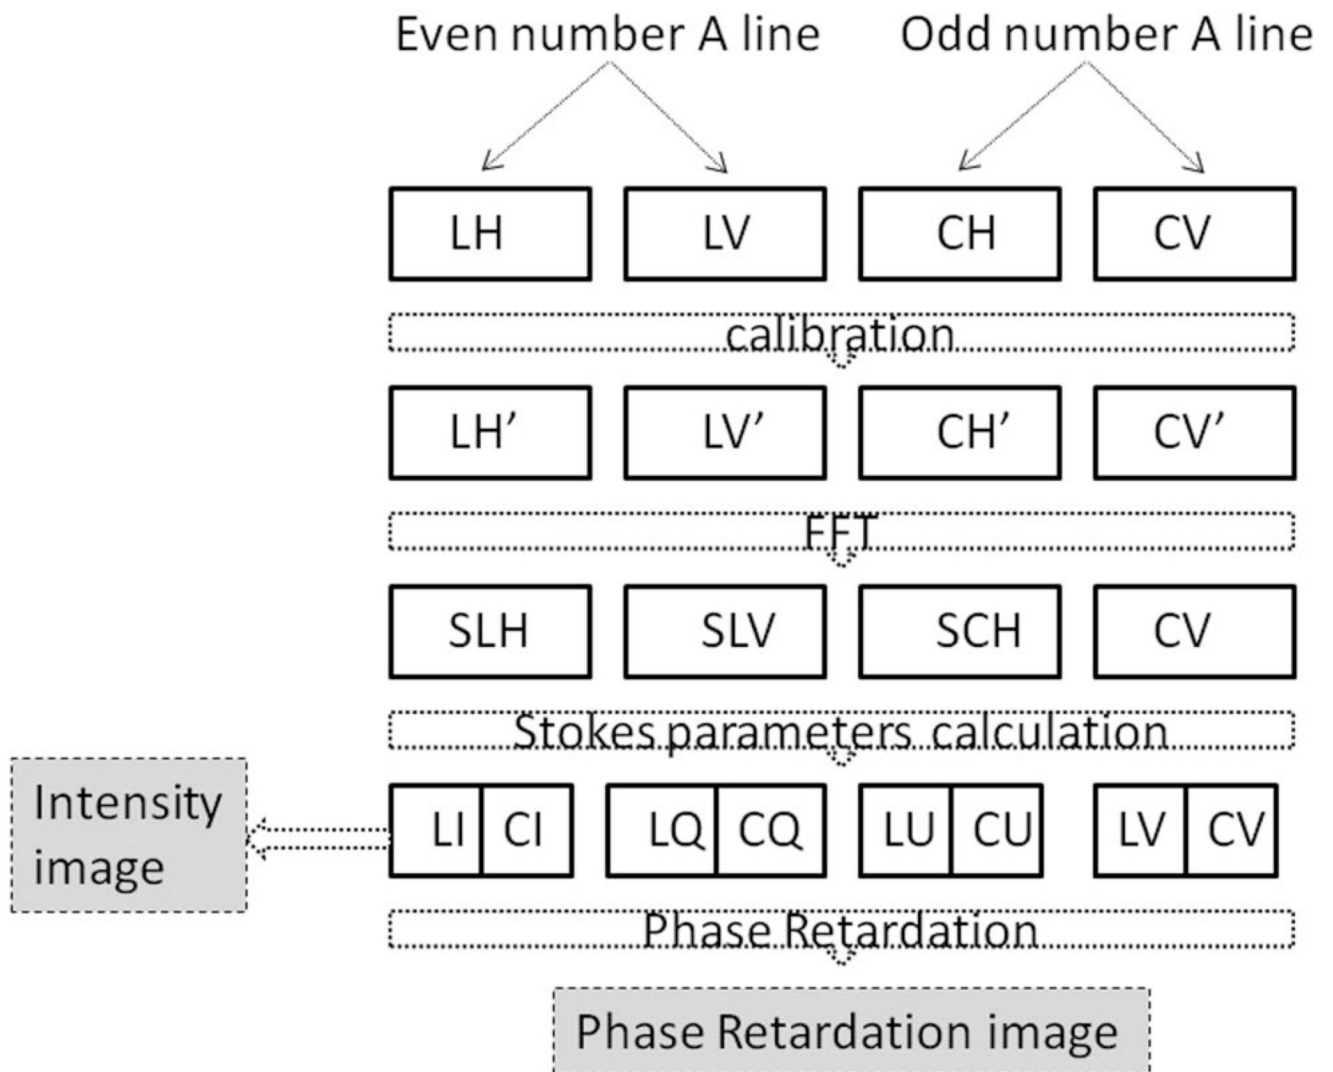 Even number A line Odd number A line
LH LV CH CV
calibration
LH’ LV’ CH’ CV’
FFT
SLH SLV SCH CV
Stokes parameters calculation
Intensity
image
LI CI LQ CQ LU CU LV CV
Phase Retardation
Phase Retardation image